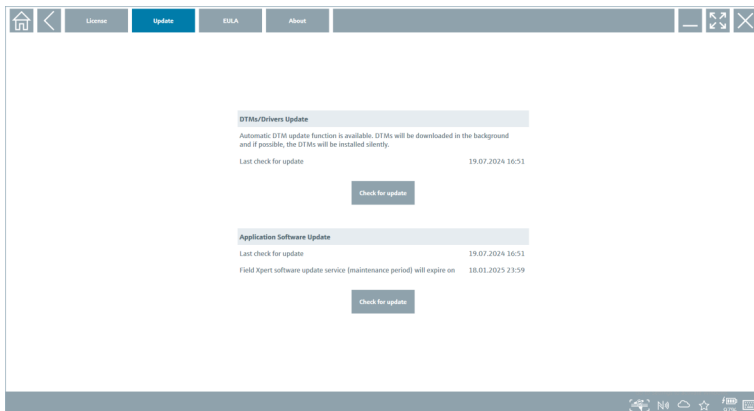 License
Update
EULA
About
DTMs/Drivers Update
Automatic DTM update function is available. DTMs will be downloaded in the background
and if possible, the DTMs will be installed silently.
Last check for update 19.07.2024 16:51
Check for update
Application Software Update
Last check for update 19.07.2024 16:51
Field Xpert software update service (maintenance period) will expire on 18.01.2025 23:59
Check for update